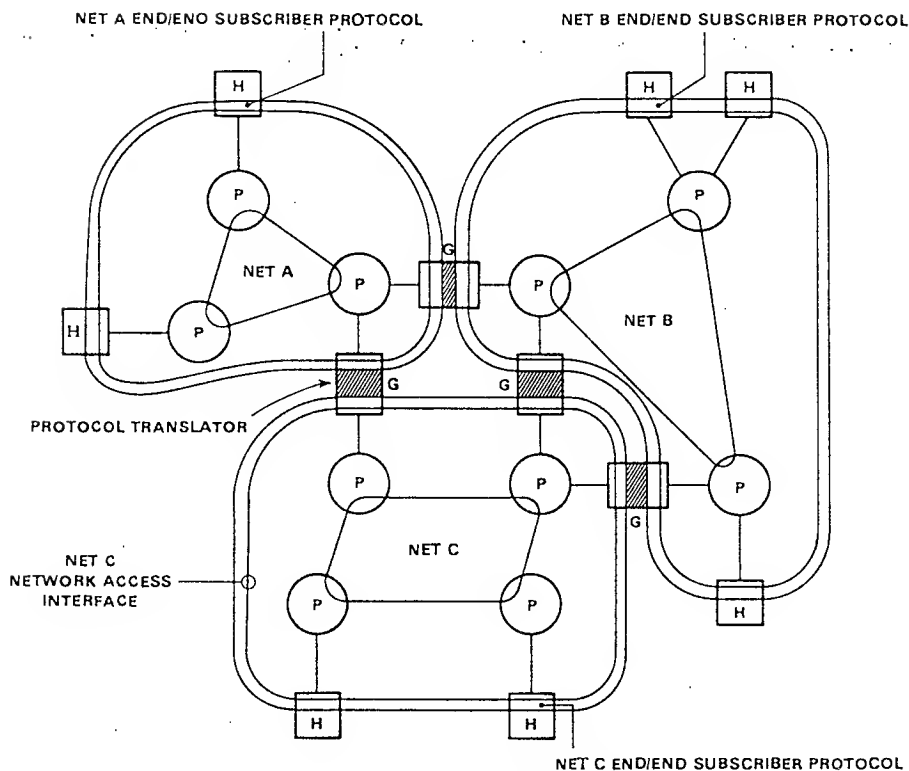 NET A END/ENO SUBSCRIBER PROTOCOL
NET B END/END SUBSCRIBER PROTOCOL
H
H
H
P
P
G
NET A
P
P
NET B
H
P
G
G
PROTOCOL TRANSLATOR
P
P
P
G
NET C
NET C
NETWORK ACCESS
INTERFACE
P
P
H
H
H
NET C END/END SUBSCRIBER PROTOCOL